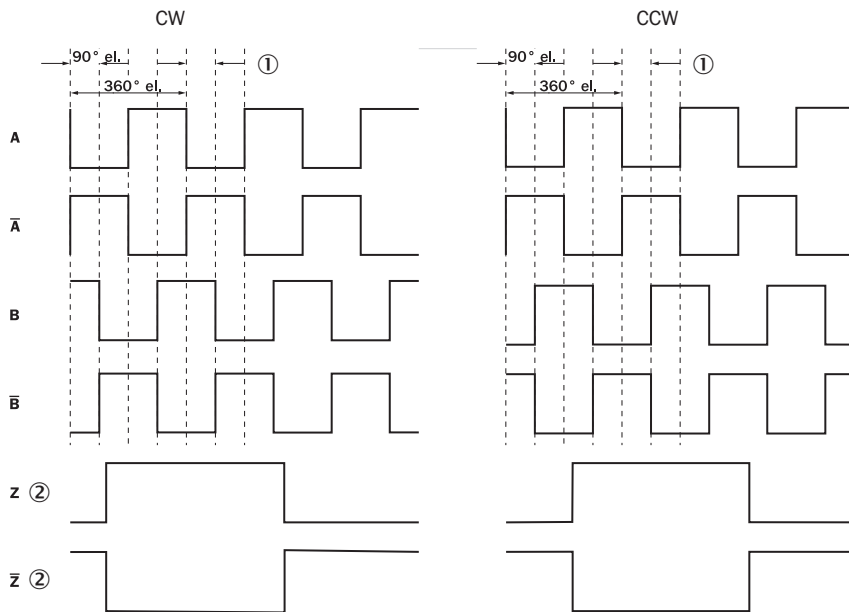 CW CCW
90° el. ① 90° el. ①
360° el. 360° el.
A
A̅
B
B̅
Z ②
Z̅ ②